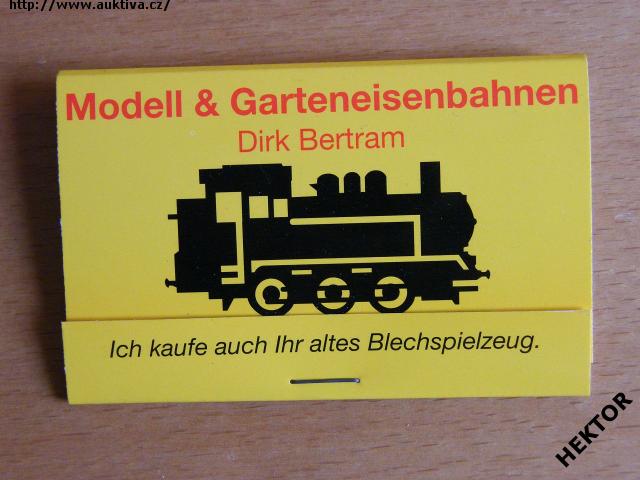 http://www.auktiva.cz/
Modell & Garteneisenbahnen
Dirk Bertram
Ich kaufe auch Ihr altes Blechspielzeug.
HEKTOR